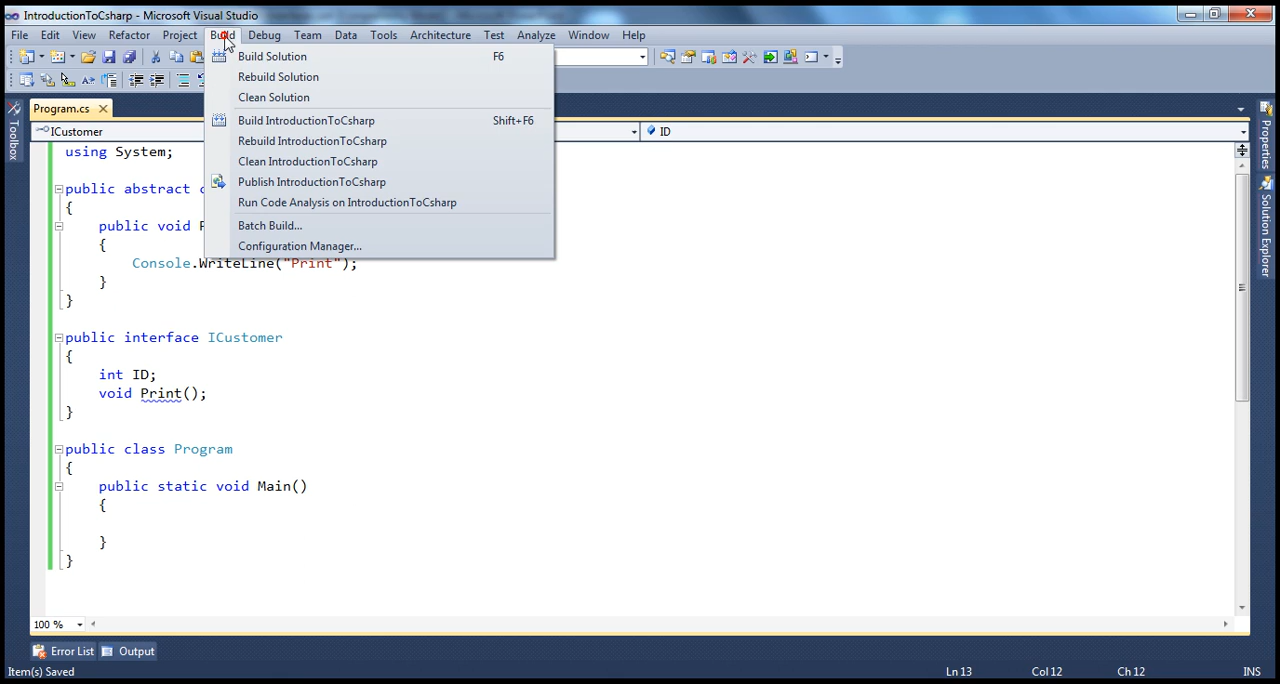 IntroductionToCsharp - Microsoft Visual Studio
File Edit View Refactor Project Build Debug Team Data Tools Architecture Test Analyze Window Help
Build Solution F6
Rebuild Solution
Clean Solution
Build IntroductionToCsharp Shift+F6
Rebuild IntroductionToCsharp
Clean IntroductionToCsharp
Publish IntroductionToCsharp
Run Code Analysis on IntroductionToCsharp
Batch Build...
Configuration Manager...
Toolbox
Program.cs
ICustomer
ID
Properties
Solution Explorer
using System;
public abstract
{
public void
{
Console.WriteLine("Print");
}
}
public interface ICustomer
{
int ID;
void Print();
}
public class Program
{
public static void Main()
{
}
}
100 %
Error List Output
Item(s) Saved Ln 13 Col 12 Ch 12 INS